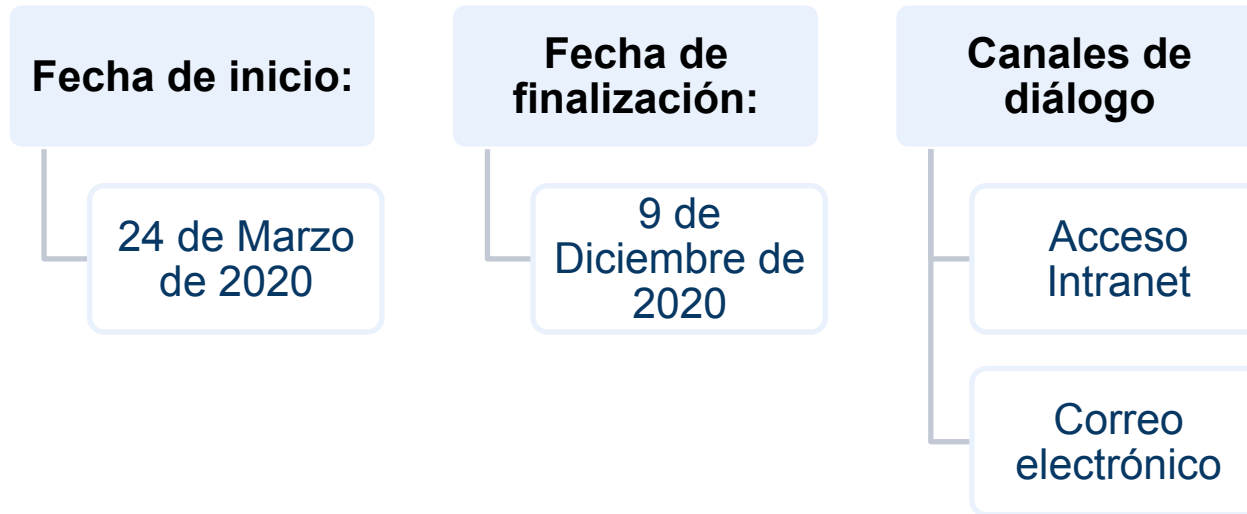 Fecha de inicio:
24 de Marzo
de 2020
Fecha de
finalización:
9 de
Diciembre de
2020
Canales de
diálogo
Acceso
Intranet
Correo
electrónico